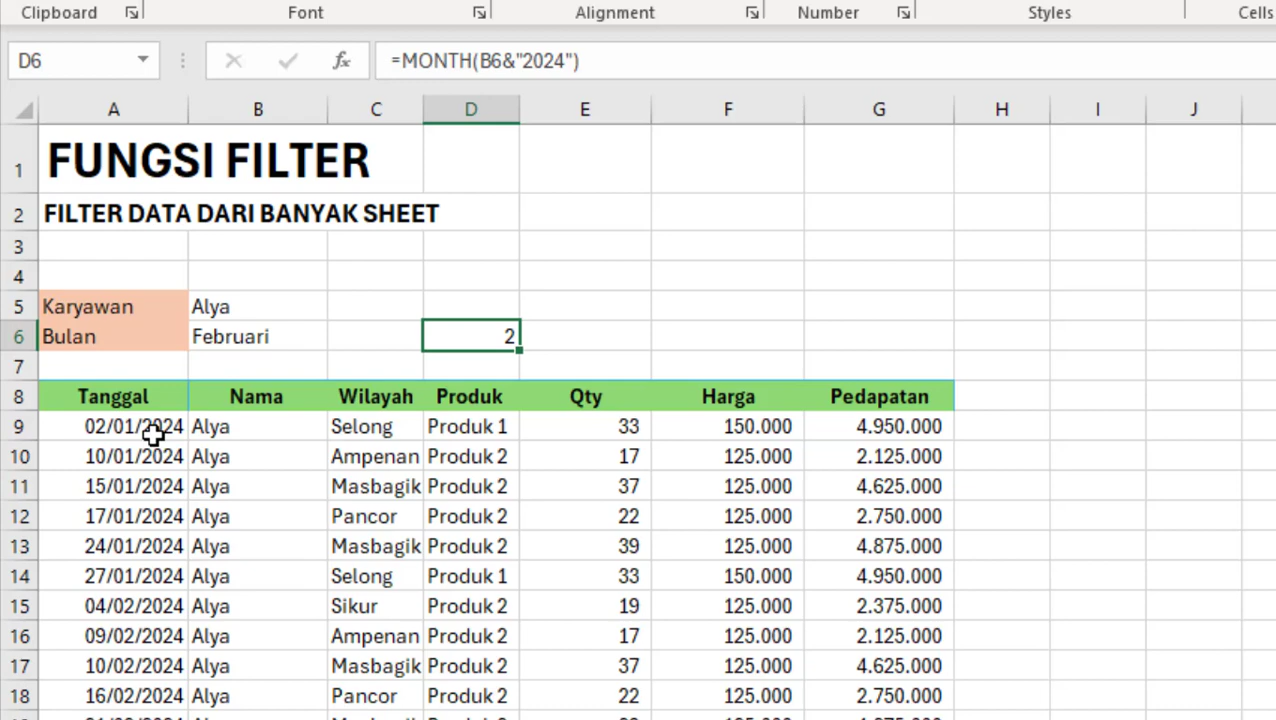 Clipboard Font Alignment Number Styles Cells
D6 fx =MONTH(B6&"2024")
A B C D E F G H I J
1 FUNGSI FILTER
2 FILTER DATA DARI BANYAK SHEET
3
4
5 Karyawan Alya
6 Bulan Februari 2
7
8 Tanggal Nama Wilayah Produk Qty Harga Pedapatan
9 02/01/2024 Alya Selong Produk 1 33 150.000 4.950.000
10 10/01/2024 Alya Ampenan Produk 2 17 125.000 2.125.000
11 15/01/2024 Alya Masbagik Produk 2 37 125.000 4.625.000
12 17/01/2024 Alya Pancor Produk 2 22 125.000 2.750.000
13 24/01/2024 Alya Masbagik Produk 2 39 125.000 4.875.000
14 27/01/2024 Alya Selong Produk 1 33 150.000 4.950.000
15 04/02/2024 Alya Sikur Produk 2 19 125.000 2.375.000
16 09/02/2024 Alya Ampenan Produk 2 17 125.000 2.125.000
17 10/02/2024 Alya Masbagik Produk 2 37 125.000 4.625.000
18 16/02/2024 Alya Pancor Produk 2 22 125.000 2.750.000